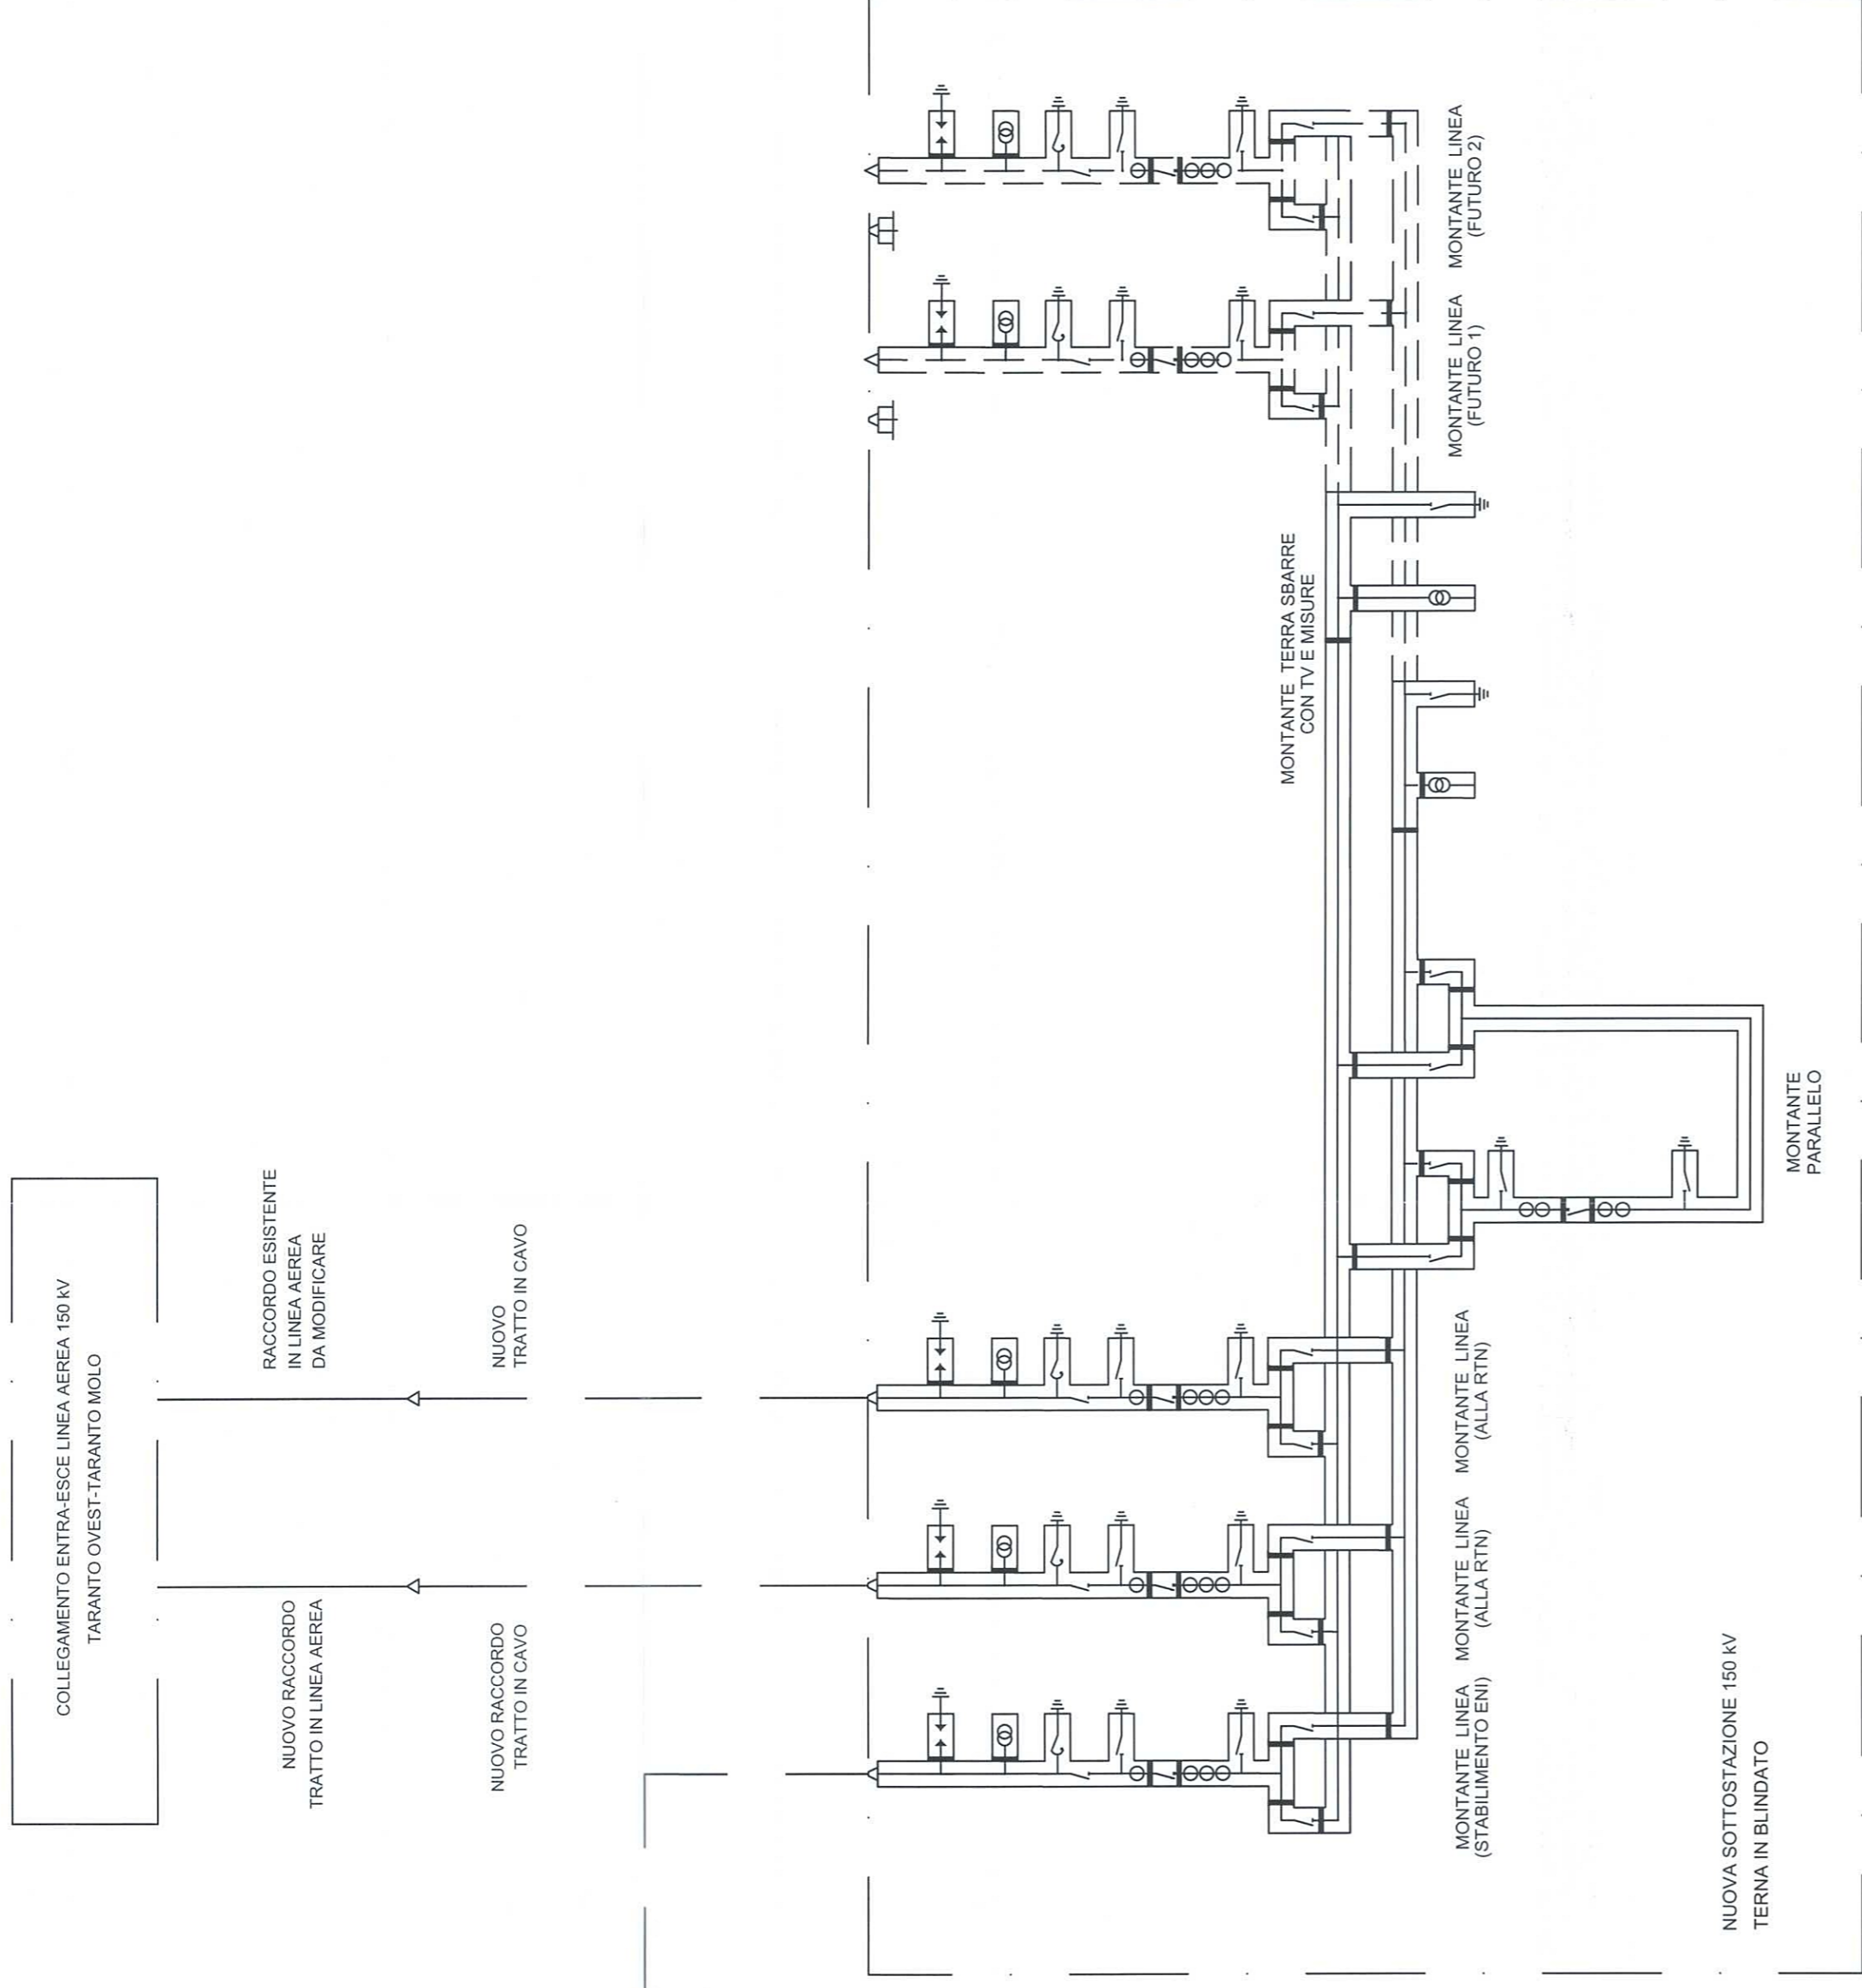 COLLEGAMENTO ENTRA-ESCE LINEA AEREA 150 kV
TARANTO OVEST-TARANTO MOLO
NUOVO RACCORDO
TRATTO IN LINEA AEREA
RACCORDO ESISTENTE
IN LINEA AEREA
DA MODIFICARE
NUOVO RACCORDO
TRATTO IN CAVO
NUOVO
TRATTO IN CAVO
MONTANTE TERRA SBARRE
CON TV E MISURE
MONTANTE LINEA
(STABILIMENTO ENI)
MONTANTE LINEA
(ALLA RTN)
MONTANTE LINEA
(ALLA RTN)
MONTANTE LINEA
(FUTURO 1)
MONTANTE LINEA
(FUTURO 2)
MONTANTE
PARALLELO
NUOVA SOTTOSTAZIONE 150 kV
TERNA IN BLINDATO